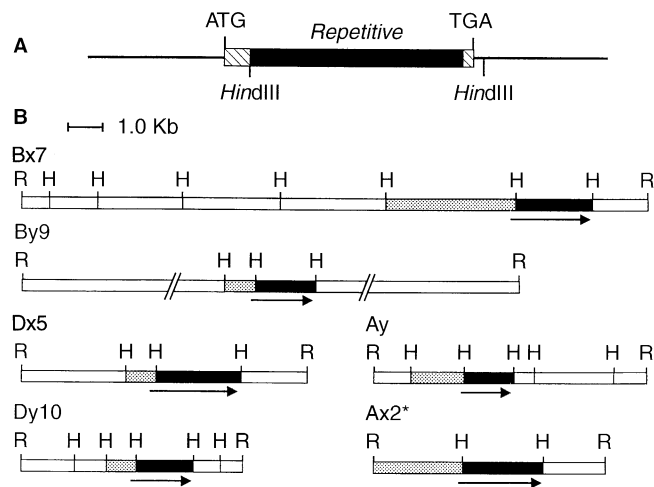 ATG Repetitive TGA
A
HindIII HindIII
B 1.0 Kb
Bx7
R H H H H H H H R
By9
R H H H R
Dx5 Ay
R H H H R R H H H H H R
Dy10 Ax2*
R H H H H H R R H H R